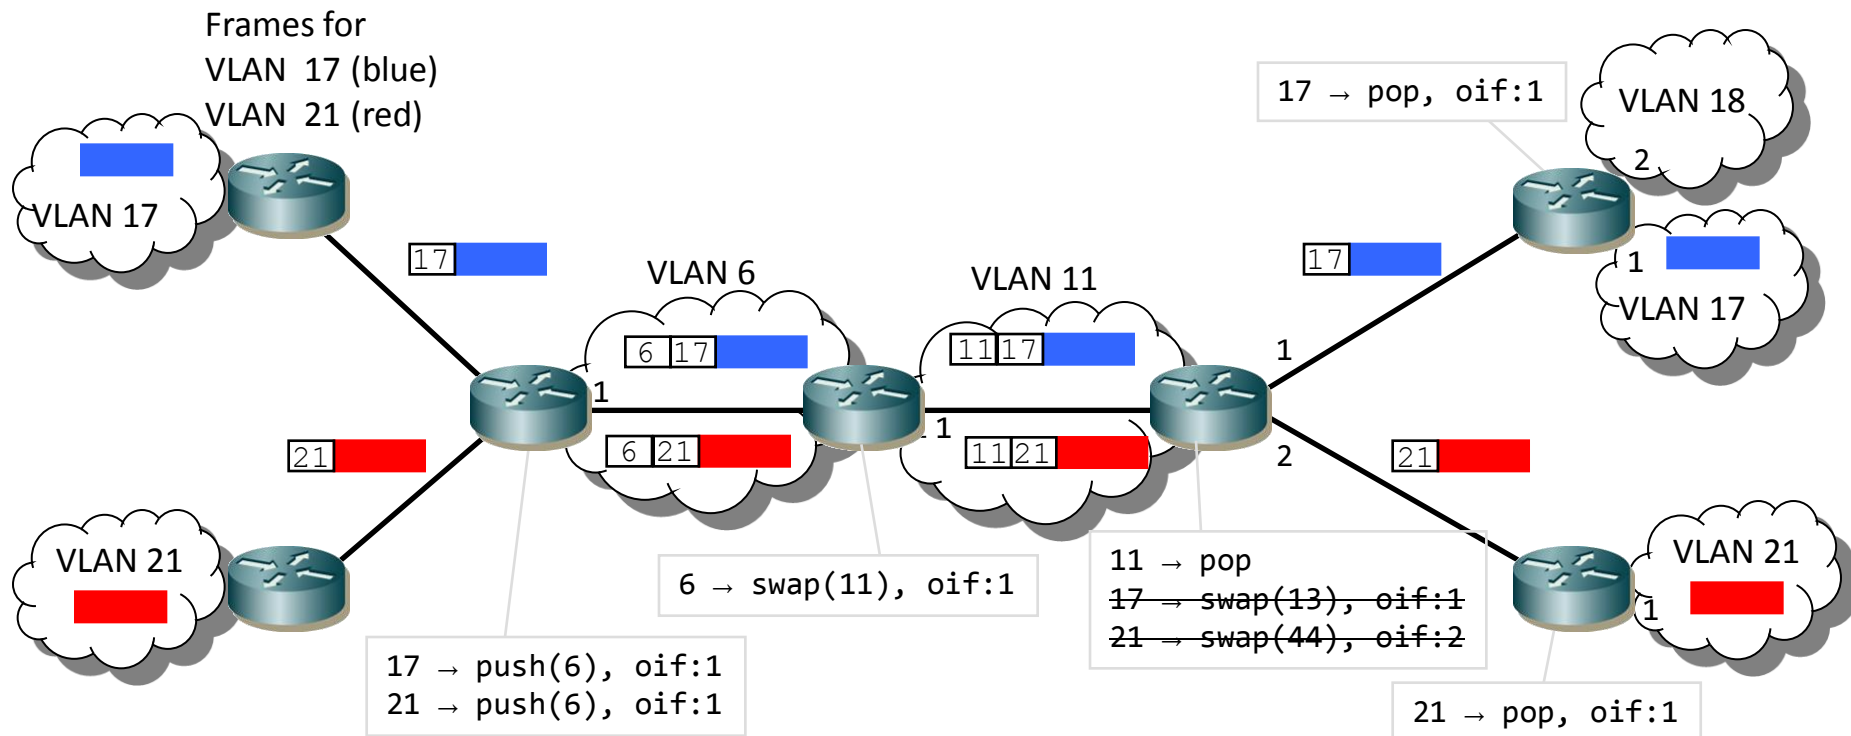 Frames for
VLAN 17 (blue)
VLAN 21 (red)
VLAN 17
17
VLAN 6
VLAN 11
6 17
11 17
1
6 21
1
11 21
21
VLAN 21
17 → push(6), oif:1
21 → push(6), oif:1
6 → swap(11), oif:1
11 → pop
17 → swap(13), oif:1
21 → swap(44), oif:2
1
2
17
17 → pop, oif:1
VLAN 18
2
1
VLAN 17
21
VLAN 21
1
21 → pop, oif:1